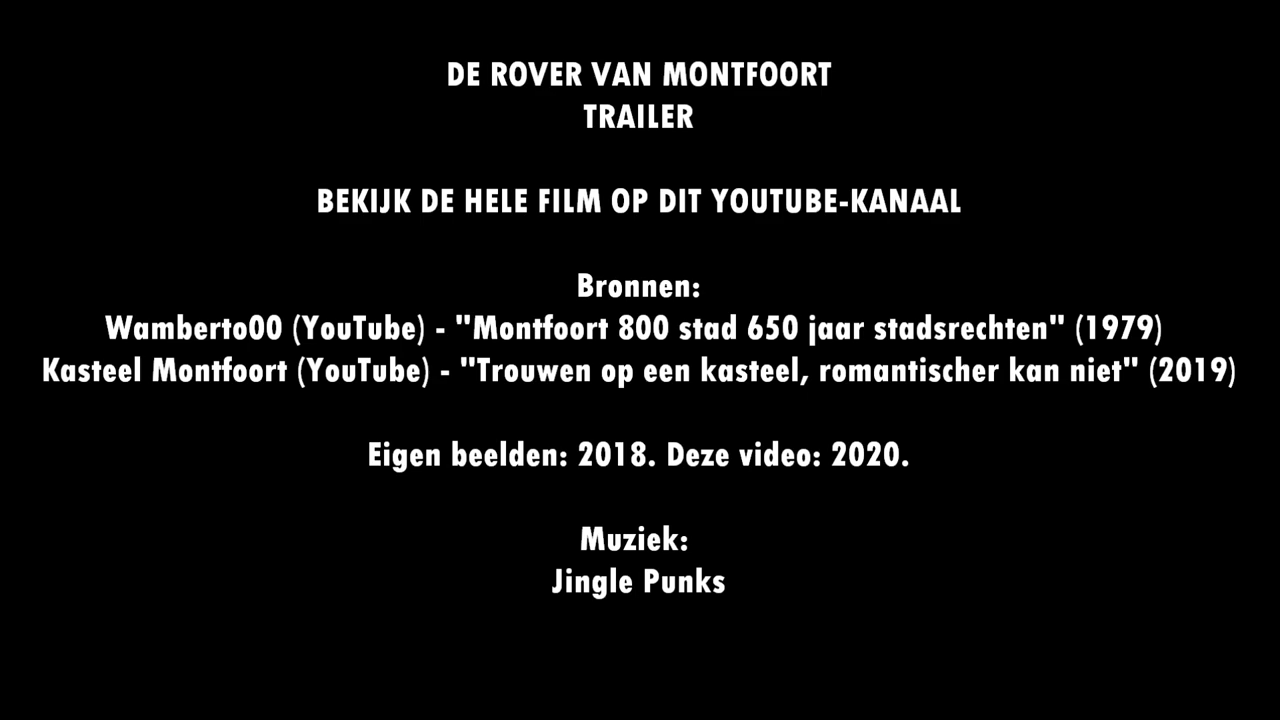 DE ROVER VAN MONTFOORT
TRAILER
BEKIJK DE HELE FILM OP DIT YOUTUBE-KANAAL
Bronnen:
Wamberto00 (YouTube) - "Montfoort 800 stad 650 jaar stadsrechten" (1979)
Kasteel Montfoort (YouTube) - "Trouwen op een kasteel, romantischer kan niet" (2019)
Eigen beelden: 2018. Deze video: 2020.
Muziek:
Jingle Punks